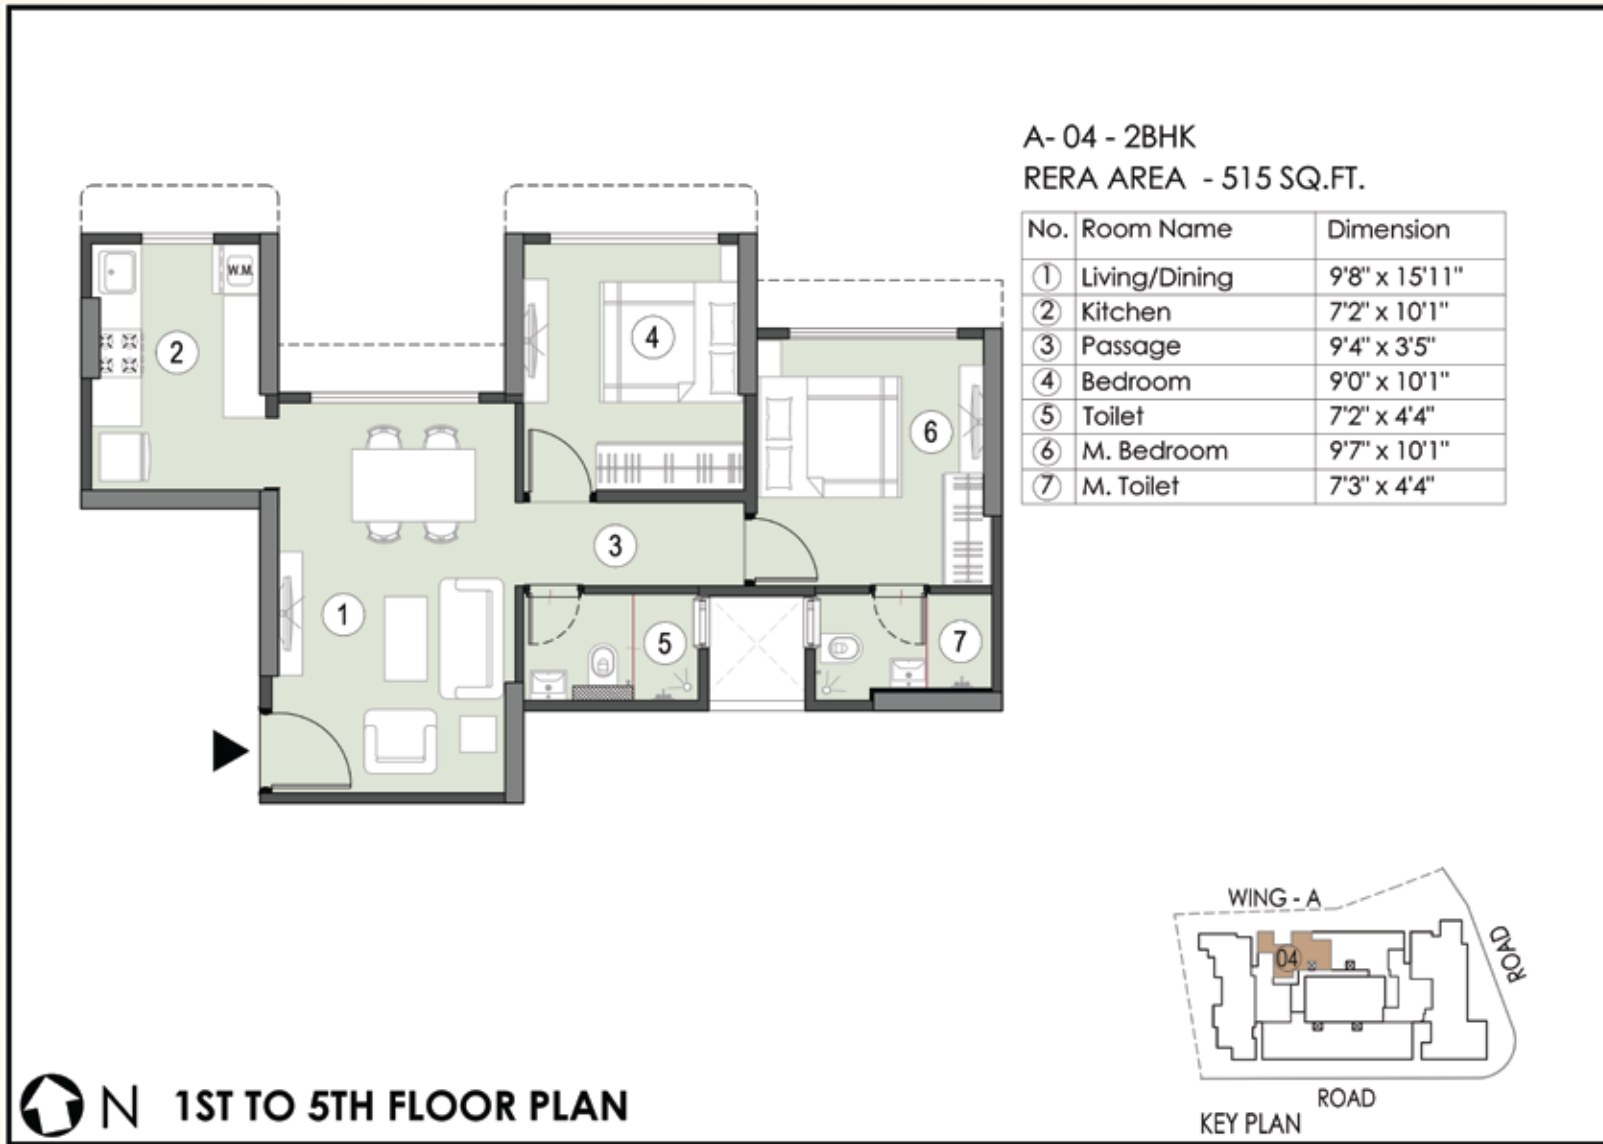 A- 04 - 2BHK
RERA AREA - 515 SQ.FT.
No. Room Name Dimension
1 Living/Dining 9'8" x 15'11"
2 Kitchen 7'2" x 10'1"
3 Passage 9'4" x 3'5"
4 Bedroom 9'0" x 10'1"
5 Toilet 7'2" x 4'4"
6 M. Bedroom 9'7" x 10'1"
7 M. Toilet 7'3" x 4'4"
W.M.
2
4
6
3
1
5
7
WING - A
04
ROAD
ROAD
KEY PLAN
N 1ST TO 5TH FLOOR PLAN